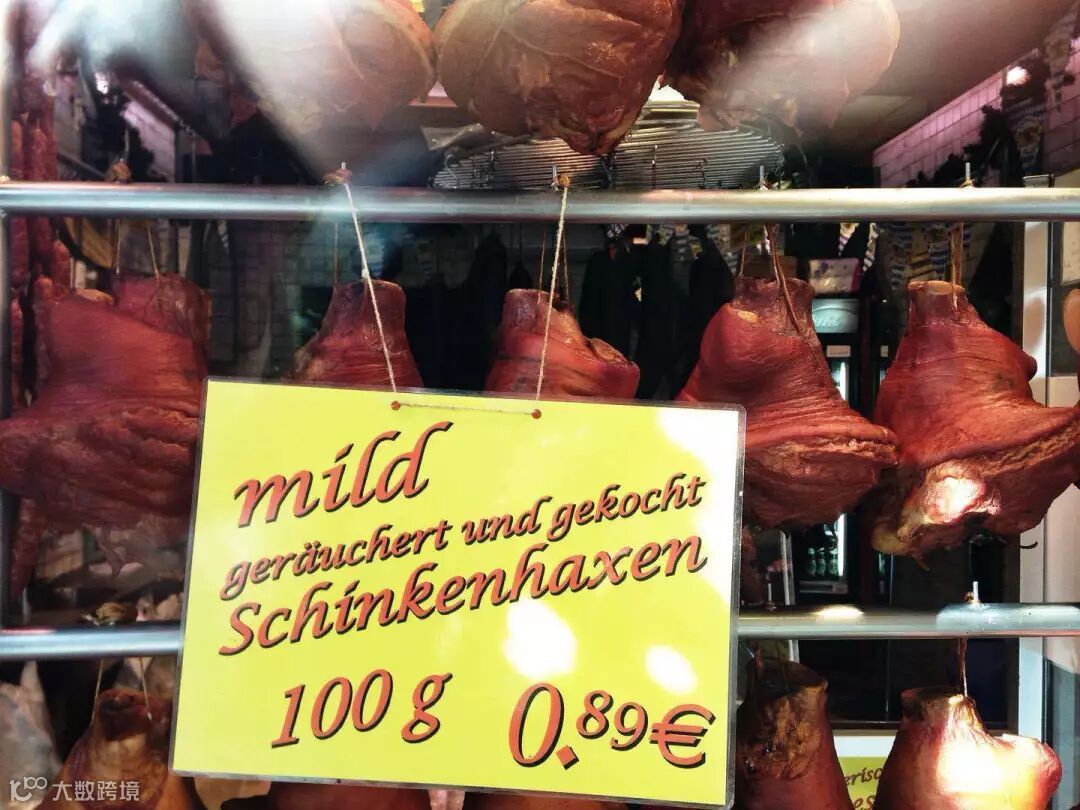 mild
geräuchert und gekocht
Schinkenhaxen
100 g 0.89€
大数跨境